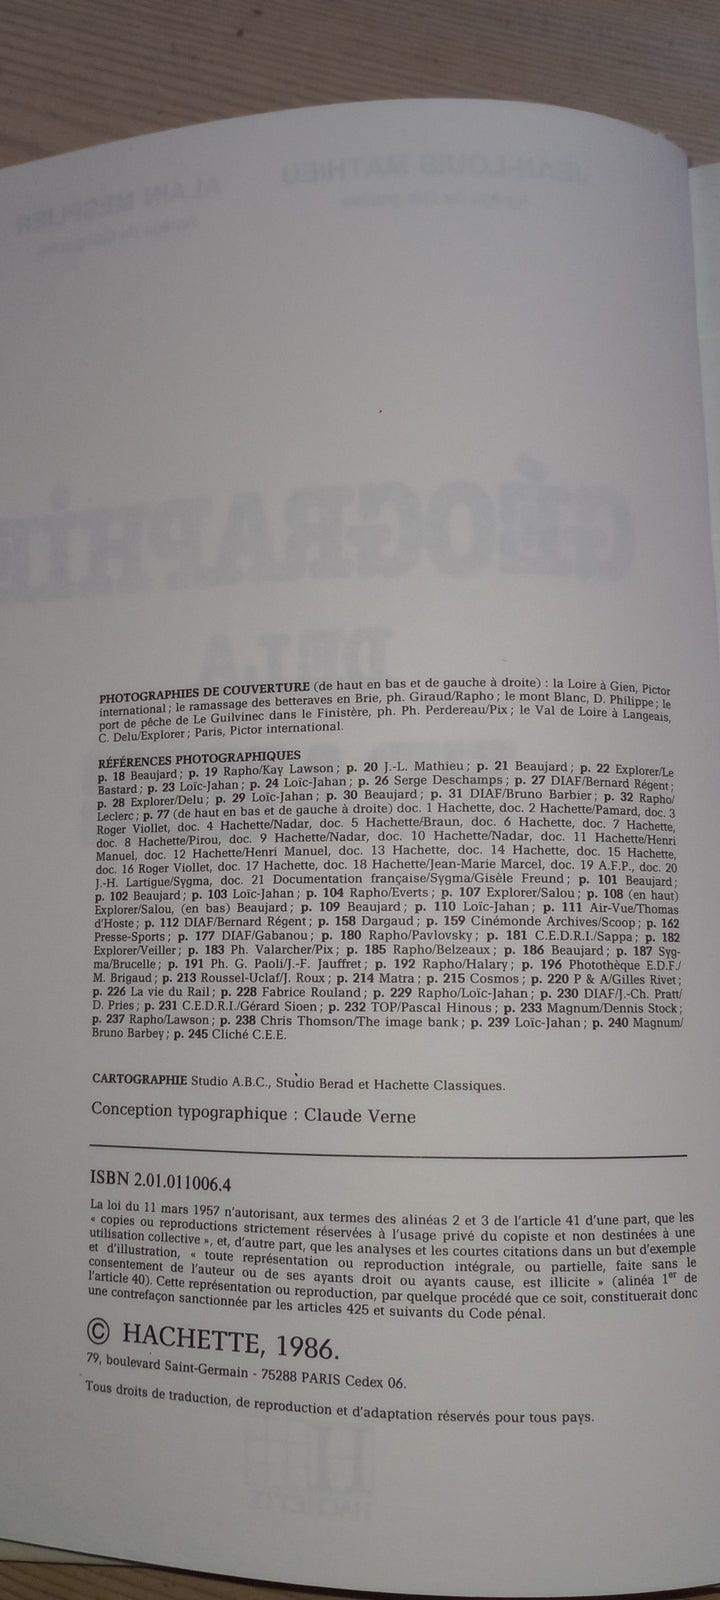 JEAN-LOUIS MATHIEU
ALAIN MESPLIER
GÉOGRAPHIE
DE LA
PHOTOGRAPHIES DE COUVERTURE (de haut en bas et de gauche à droite) : la Loire à Gien, Pictor
international ; le ramassage des betteraves en Brie, ph. Giraud/Rapho ; le mont Blanc, D. Philippe ; le
port de pêche de Le Guilvinec dans le Finistère, ph. Ph. Perdereau/Pix ; le Val de Loire à Langeais,
C. Delu/Explorer ; Paris, Pictor international.
RÉFÉRENCES PHOTOGRAPHIQUES
p. 18 Beaujard ; p. 19 Rapho/Kay Lawson ; p. 20 J.-L. Mathieu ; p. 21 Beaujard ; p. 22 Explorer/Le
Bastard ; p. 23 Loïc-Jahan ; p. 24 Loïc-Jahan ; p. 26 Serge Deschamps ; p. 27 DIAF/Bernard Régent ;
p. 28 Explorer/Delu ; p. 29 Loïc-Jahan ; p. 30 Beaujard ; p. 31 DIAF/Bruno Barbier ; p. 32 Rapho/
Leclerc ; p. 77 (de haut en bas et de gauche à droite) doc. 1 Hachette, doc. 2 Hachette/Pamard, doc. 3
Roger Viollet, doc. 4 Hachette/Nadar, doc. 5 Hachette/Braun, doc. 6 Hachette, doc. 7 Hachette,
doc. 8 Hachette/Pirou, doc. 9 Hachette/Nadar, doc. 10 Hachette/Nadar, doc. 11 Hachette/Henri
Manuel, doc. 12 Hachette/Henri Manuel, doc. 13 Hachette, doc. 14 Hachette, doc. 15 Hachette,
doc. 16 Roger Viollet, doc. 17 Hachette, doc. 18 Hachette/Jean-Marie Marcel, doc. 19 A.F.P., doc. 20
J.-H. Lartigue/Sygma, doc. 21 Documentation française/Sygma/Gisèle Freund ; p. 101 Beaujard ;
p. 102 Beaujard ; p. 103 Loïc-Jahan ; p. 104 Rapho/Everts ; p. 107 Explorer/Salou ; p. 108 (en haut)
Explorer/Salou, (en bas) Beaujard ; p. 109 Beaujard ; p. 110 Loïc-Jahan ; p. 111 Air-Vue/Thomas
d'Hoste ; p. 112 DIAF/Bernard Régent ; p. 158 Dargaud ; p. 159 Cinémonde Archives/Scoop ; p. 162
Presse-Sports ; p. 177 DIAF/Gabanou ; p. 180 Rapho/Pavlovsky ; p. 181 C.E.D.R.I./Sappa ; p. 182
Explorer/Veiller ; p. 183 Ph. Valarcher/Pix ; p. 185 Rapho/Belzeaux ; p. 186 Beaujard ; p. 187 Syg-
ma/Brucelle ; p. 191 Ph. G. Paoli/J.-F. Jauffret ; p. 192 Rapho/Halary ; p. 196 Photothèque E.D.F./
M. Brigaud ; p. 213 Roussel-Uclaf/J. Roux ; p. 214 Matra ; p. 215 Cosmos ; p. 220 P & A/Gilles Rivet ;
p. 226 La vie du Rail ; p. 228 Fabrice Rouland ; p. 229 Rapho/Loïc-Jahan ; p. 230 DIAF/J.-Ch. Pratt/
D. Pries ; p. 231 C.E.D.R.I./Gérard Sioen ; p. 232 TOP/Pascal Hinous ; p. 233 Magnum/Dennis Stock ;
p. 237 Rapho/Lawson ; p. 238 Chris Thomson/The image bank ; p. 239 Loïc-Jahan ; p. 240 Magnum/
Bruno Barbey ; p. 245 Cliché C.E.E.
CARTOGRAPHIE Studio A.B.C., Studio Berad et Hachette Classiques.
Conception typographique : Claude Verne
ISBN 2.01.011006.4
La loi du 11 mars 1957 n'autorisant, aux termes des alinéas 2 et 3 de l'article 41 d'une part, que les
« copies ou reproductions strictement réservées à l'usage privé du copiste et non destinées à une
utilisation collective », et, d'autre part, que les analyses et les courtes citations dans un but d'exemple
et d'illustration, « toute représentation ou reproduction intégrale, ou partielle, faite sans le
consentement de l'auteur ou de ses ayants droit ou ayants cause, est illicite » (alinéa 1er de
l'article 40). Cette représentation ou reproduction, par quelque procédé que ce soit, constituerait donc
une contrefaçon sanctionnée par les articles 425 et suivants du Code pénal.
© HACHETTE, 1986.
79, boulevard Saint-Germain - 75288 PARIS Cedex 06.
Tous droits de traduction, de reproduction et d'adaptation réservés pour tous pays.
H
HACHETTE